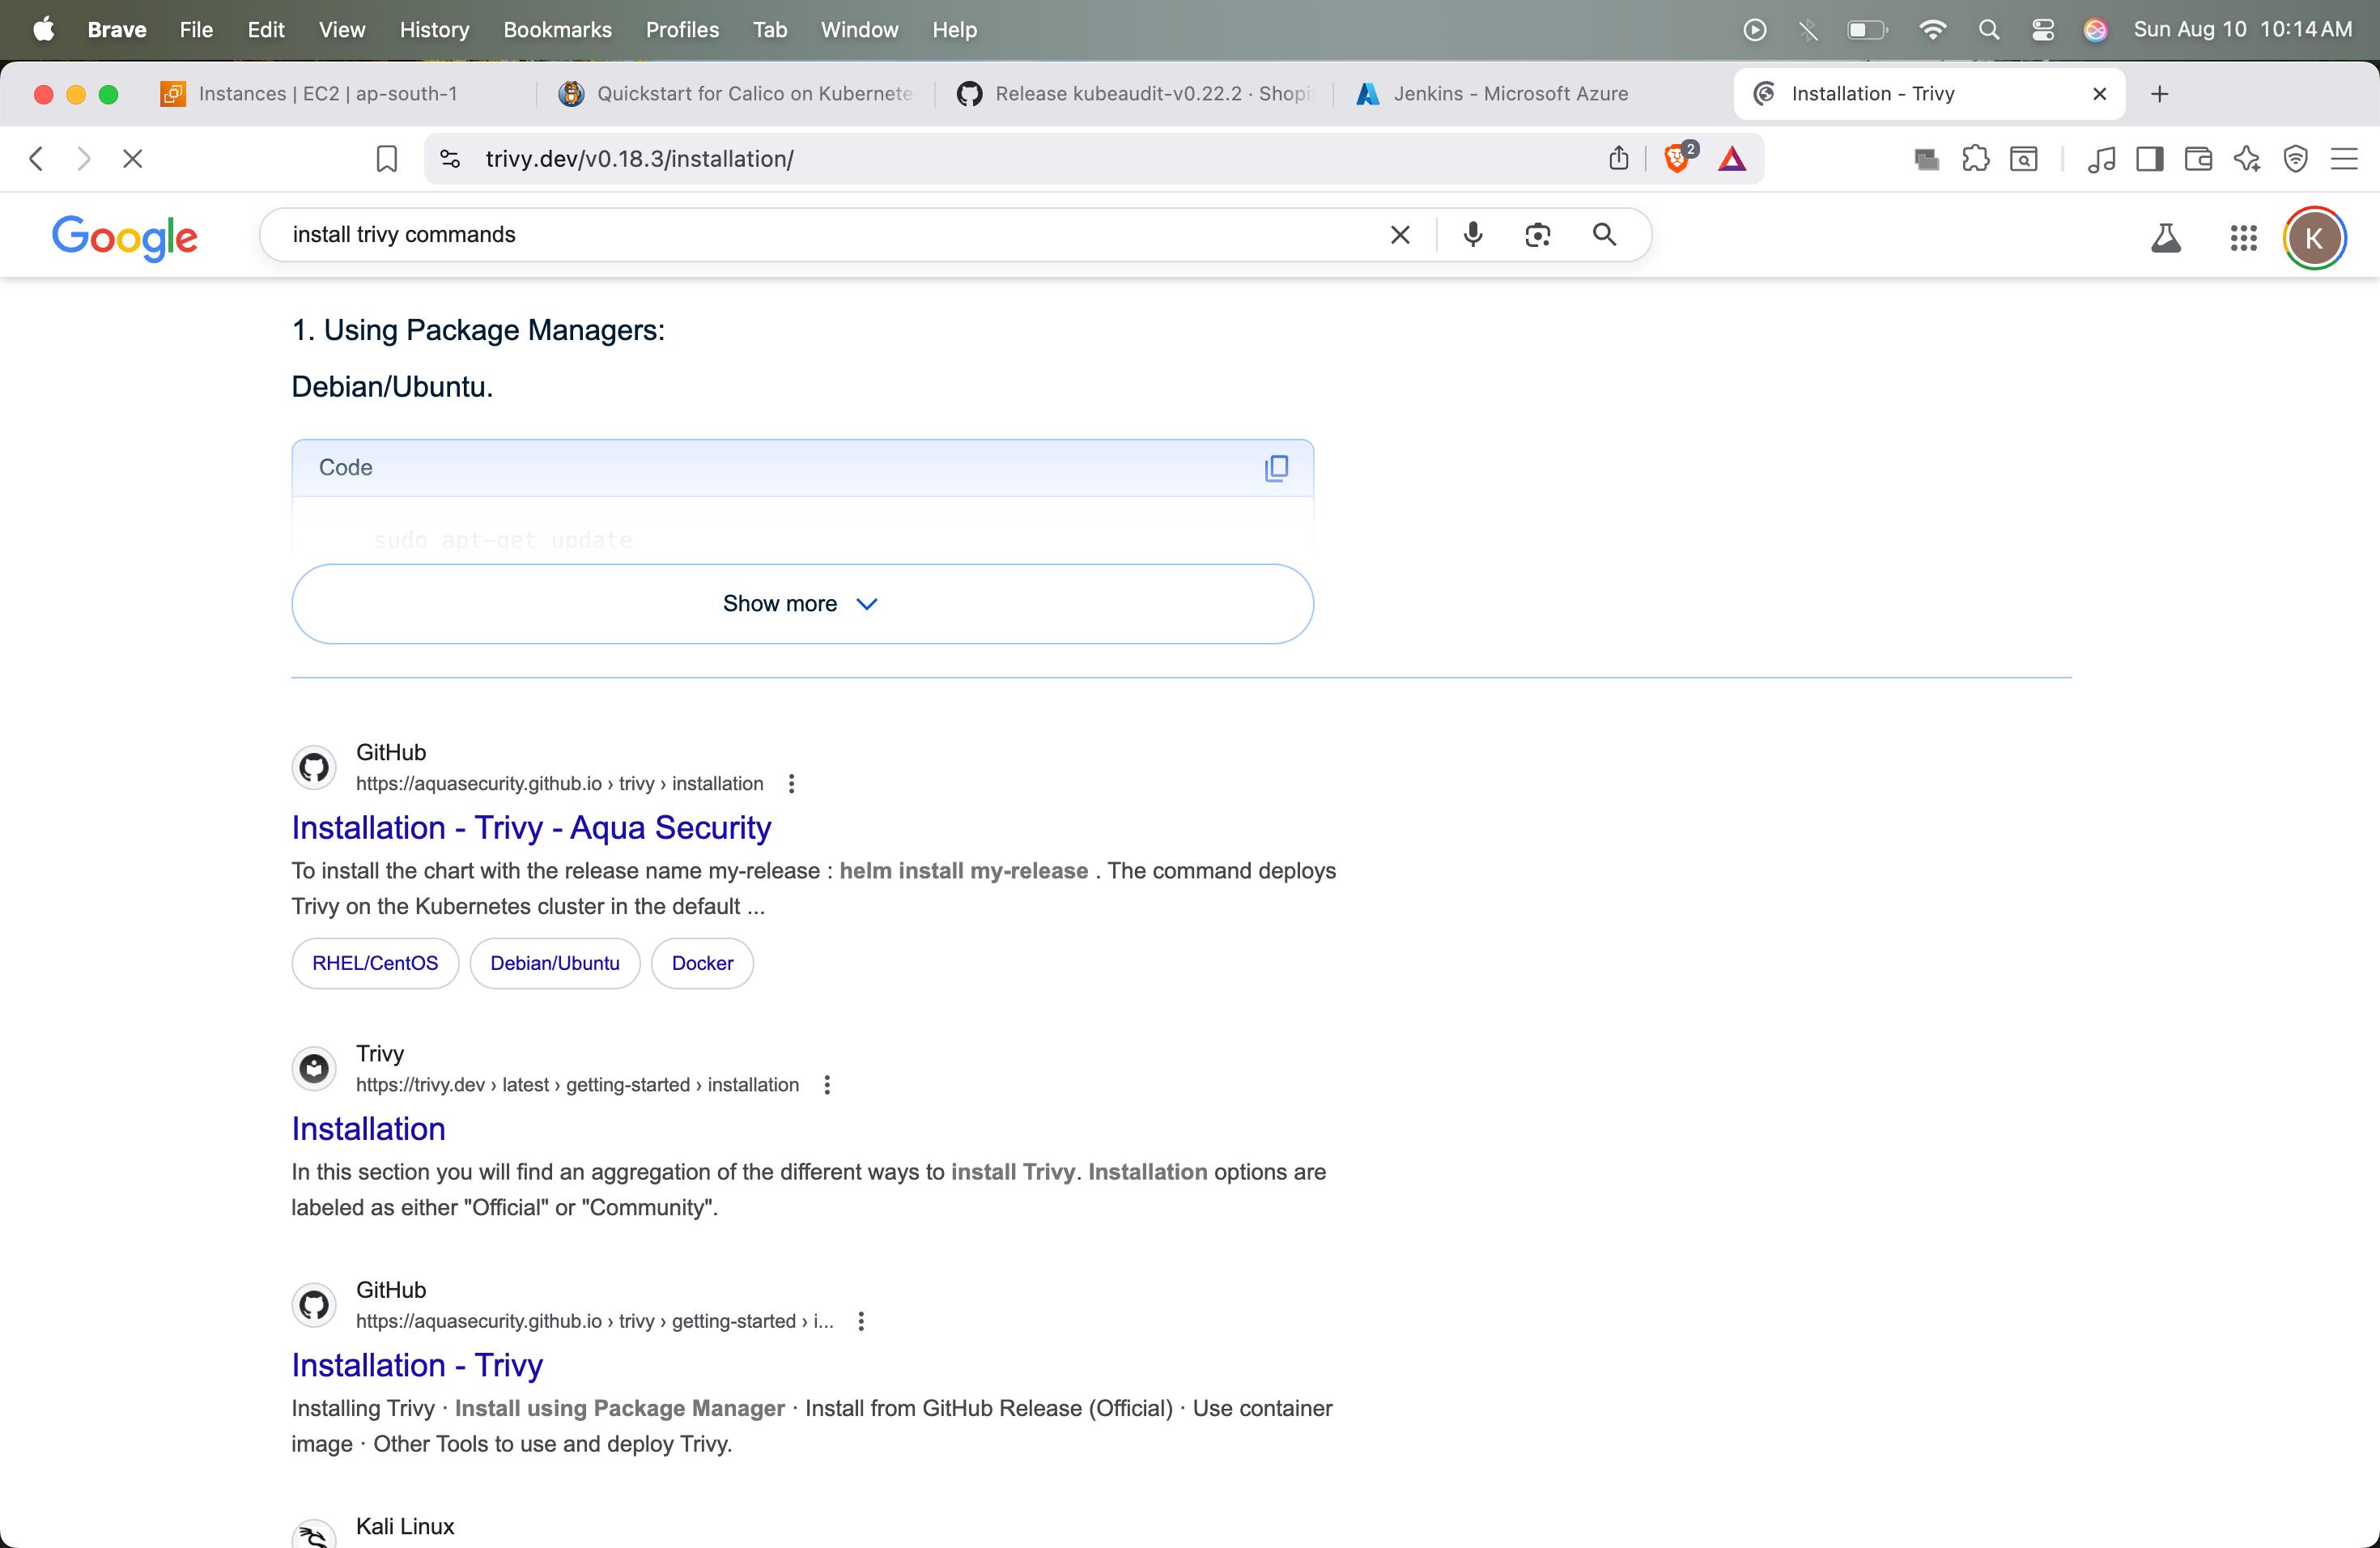 Brave File Edit View History Bookmarks Profiles Tab Window Help Sun Aug 10 10:14 AM
Instances | EC2 | ap-south-1 Quickstart for Calico on Kubernete Release kubeaudit-v0.22.2 · Shopi Jenkins - Microsoft Azure Installation - Trivy
trivy.dev/v0.18.3/installation/ 2
Google install trivy commands K
1. Using Package Managers:
Debian/Ubuntu.
Code
sudo apt-get update
Show more
GitHub
https://aquasecurity.github.io › trivy › installation
Installation - Trivy - Aqua Security
To install the chart with the release name my-release : helm install my-release . The command deploys
Trivy on the Kubernetes cluster in the default ...
RHEL/CentOS Debian/Ubuntu Docker
Trivy
https://trivy.dev › latest › getting-started › installation
Installation
In this section you will find an aggregation of the different ways to install Trivy. Installation options are
labeled as either "Official" or "Community".
GitHub
https://aquasecurity.github.io › trivy › getting-started › i...
Installation - Trivy
Installing Trivy · Install using Package Manager · Install from GitHub Release (Official) · Use container
image · Other Tools to use and deploy Trivy.
Kali Linux